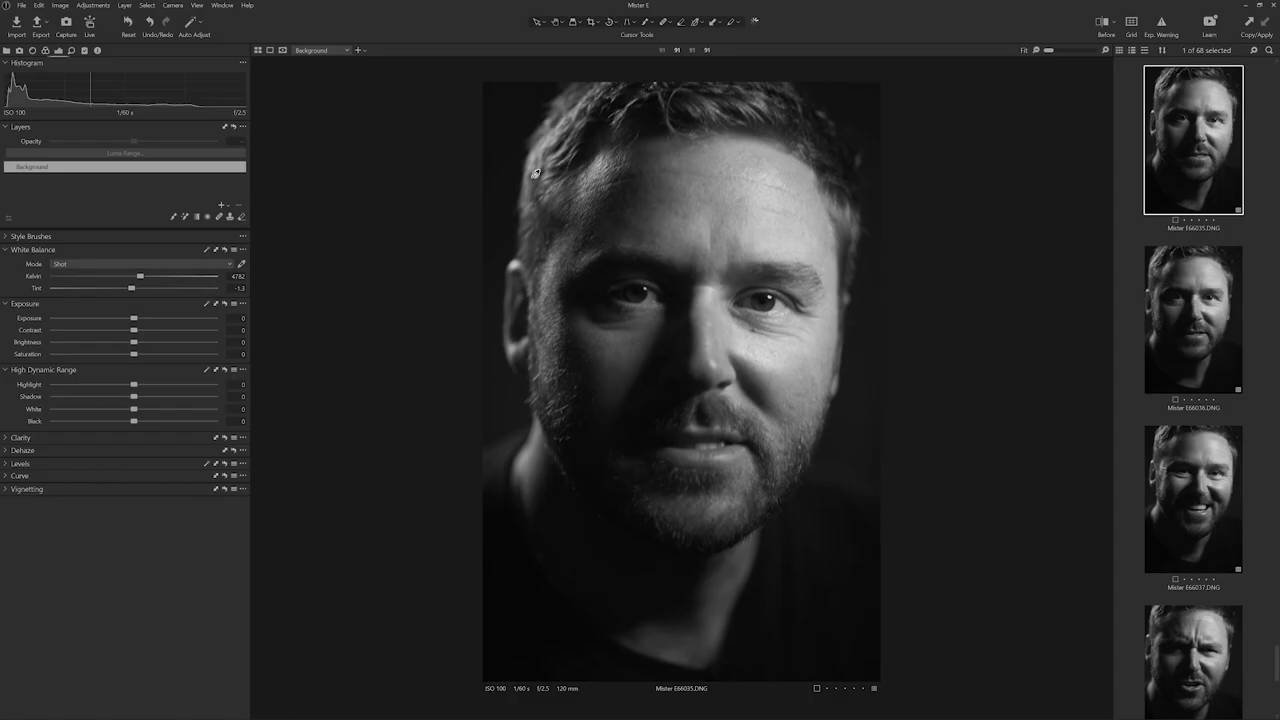 File Edit Image Adjustments Layer Select Camera View Window Help
Mister E
Import Export Capture Live Reset Undo/Redo Auto Adjust
Cursor Tools
Before Grid Exp. Warning Learn Copy/Apply
Background
91 91 91 91
Fit
1 of 68 selected
Histogram
ISO 100 1/60 s f/2.5
Layers
Opacity
Luma Range...
Background
Style Brushes
White Balance
Mode Shot
Kelvin 4782
Tint -1.3
Exposure
Exposure 0
Contrast 0
Brightness 0
Saturation 0
High Dynamic Range
Highlight 0
Shadow 0
White 0
Black 0
Clarity
Dehaze
Levels
Curve
Vignetting
ISO 100 1/60 s f/2.5 120 mm Mister E66035.DNG
Mister E66035.DNG
Mister E66036.DNG
Mister E66037.DNG